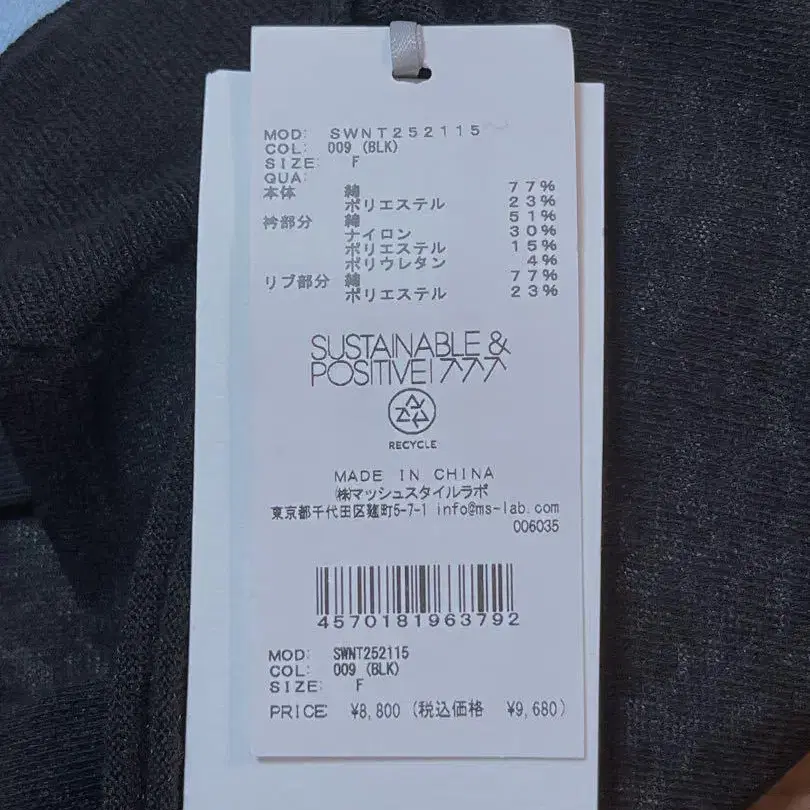 MOD: SWNT252115
COL: 009 (BLK)
SIZE: F
QUA:
本体 綿 77%
ポリエステル 23%
衿部分 綿 51%
ナイロン 30%
ポリエステル 15%
ポリウレタン 4%
リブ部分 綿 77%
ポリエステル 23%
SUSTAINABLE &
POSITIVE!
RECYCLE
MADE IN CHINA
㈱マッシュスタイルラボ
東京都千代田区麹町5-7-1 info@ms-lab.com
006035
4570181963792
MOD: SWNT252115
COL: 009 (BLK)
SIZE: F
PRICE: ¥8,800 (税込価格 ¥9,680)